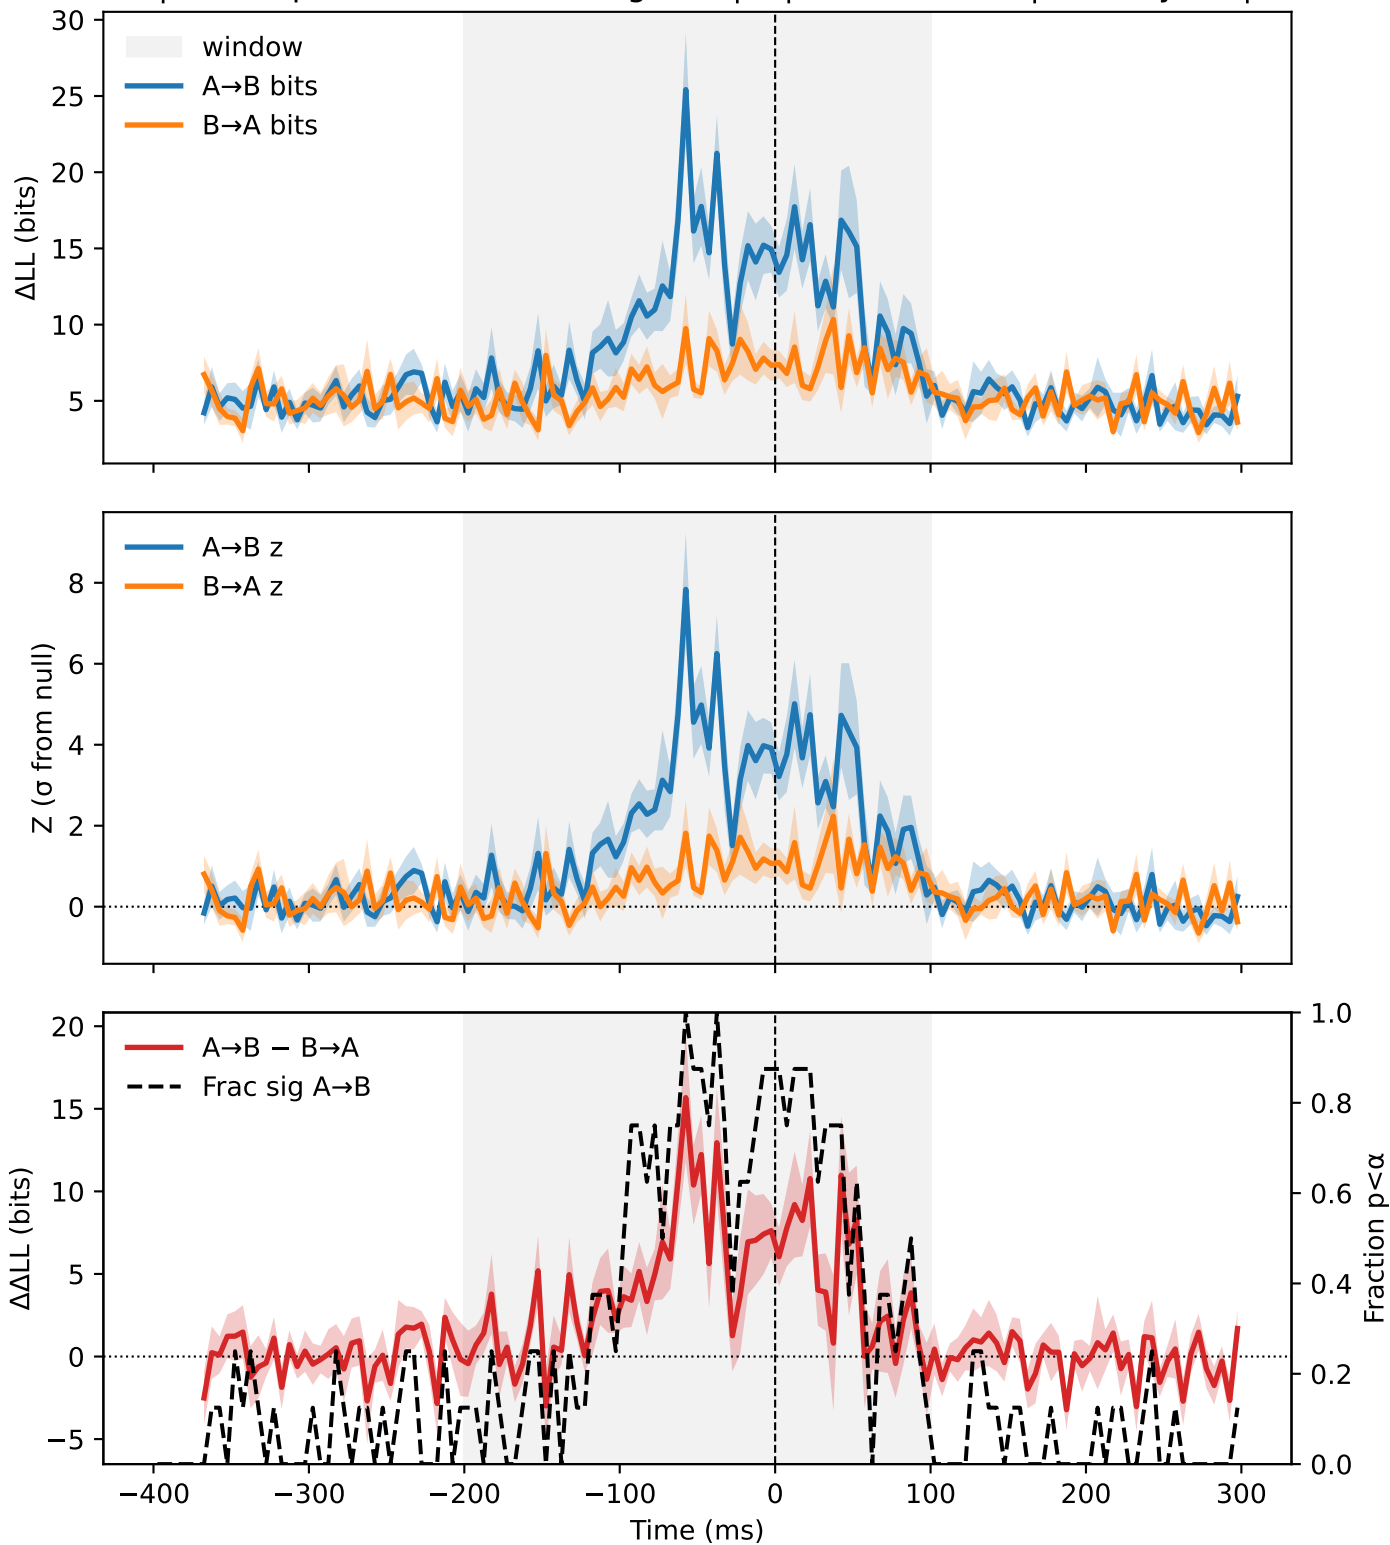 30
25
20
15
10
5
ΔLL (bits)
window
A→B bits
B→A bits
8
6
4
2
0
Z (σ from null)
A→B z
B→A z
20
15
10
5
0
−5
ΔΔLL (bits)
A→B − B→A
Frac sig A→B
1.0
0.8
0.6
0.4
0.2
0.0
Fraction p<α
−400 −300 −200 −100 0 100 200 300
Time (ms)